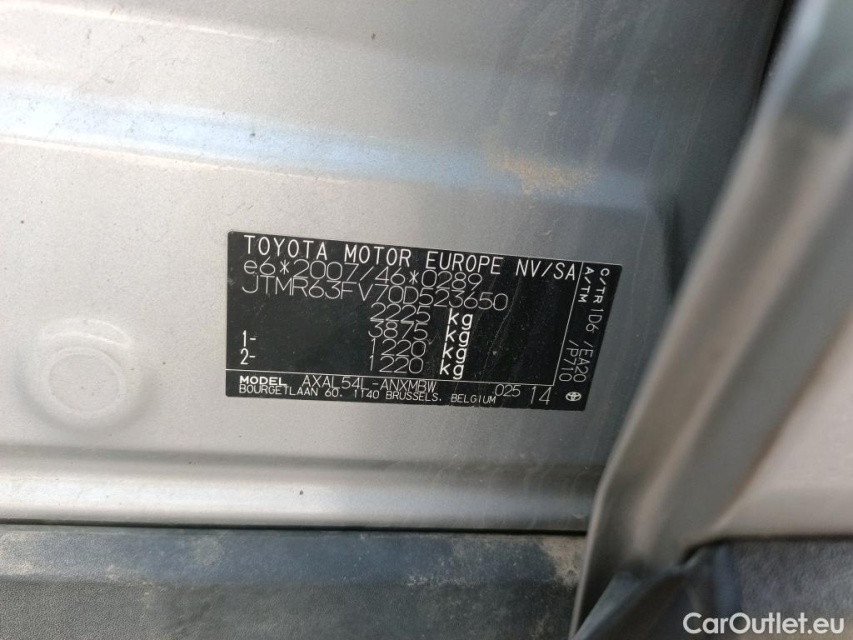 TOYOTA MOTOR EUROPE NV/SA
e6*2007/46*0289
JTMR63FV70D523650
2225 kg
3875 kg
1- 1220 kg
2- 1220 kg
MODEL AXAL54L-ANXMBW
BOURGETLAAN 60. 1140 BRUSSELS. BELGIUM
025 14
C/TR 1D6 /EA20
A/TM /P710
CarOutlet.eu